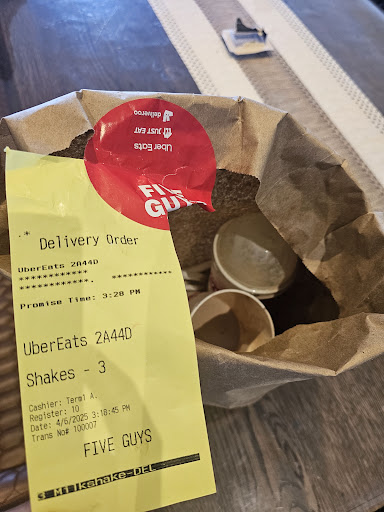 Uber Eats
JUST EAT
deliveroo
FIVE
GUYS
* Delivery Order
UberEats 2A44D
************
************. ************
Promise Time: 3:28 PM
UberEats 2A44D
Shakes - 3
Cashier: Term1 A.
Register: 10
Date: 4/6/2025 3:18:45 PM
Trans No# 100007
FIVE GUYS
3 Milkshake-DEL